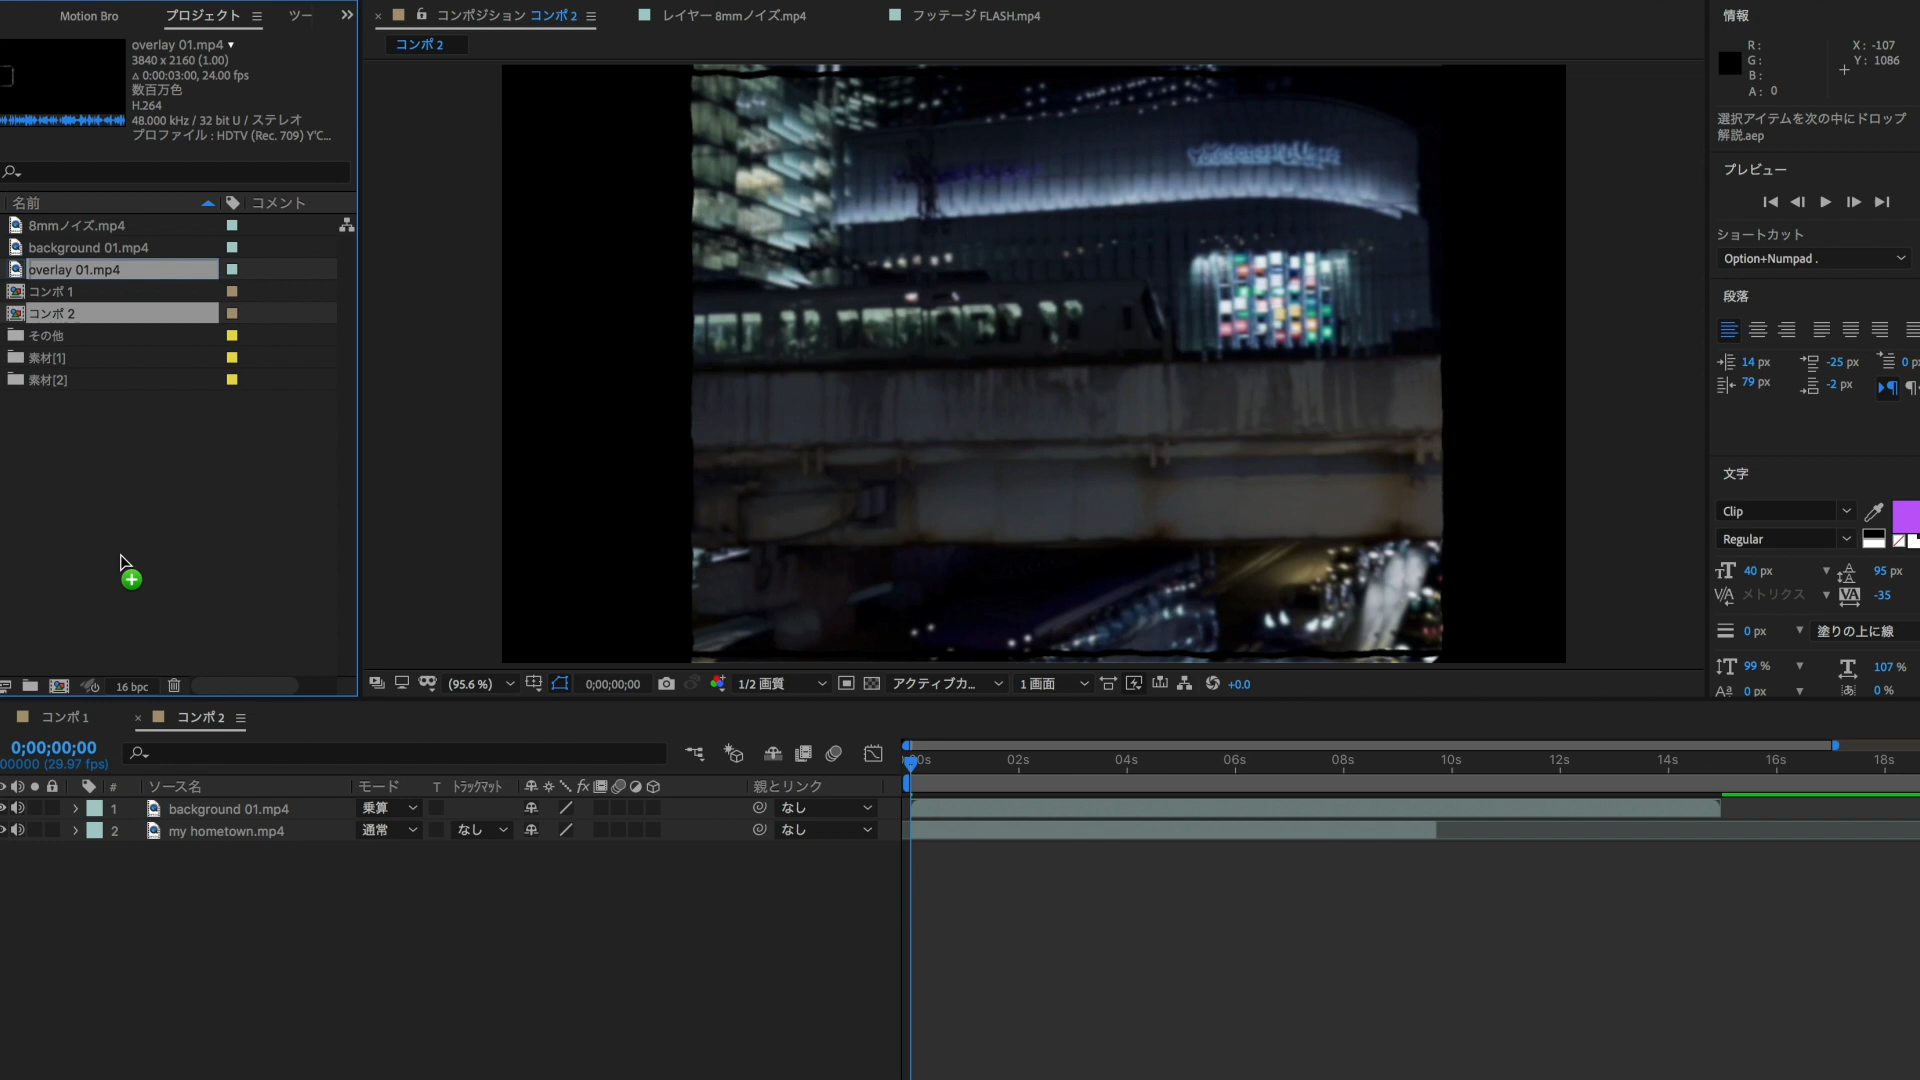 Motion Bro
プロジェクト
ツー
overlay 01.mp4
3840 x 2160 (1.00)
Δ 0:00:03:00, 24.00 fps
数百万色
H.264
48.000 kHz / 32 bit U / ステレオ
プロファイル : HDTV (Rec. 709) Y'C...
名前
コメント
8mmノイズ.mp4
background 01.mp4
overlay 01.mp4
コンポ 1
コンポ 2
その他
素材[1]
素材[2]
16 bpc
コンポジション コンポ 2
レイヤー 8mmノイズ.mp4
フッテージ FLASH.mp4
コンポ 2
(95.6 %)
0;00;00;00
1/2 画質
アクティブカ...
1 画面
+0.0
情報
R :
G :
B :
A : 0
X : -107
Y : 1086
選択アイテムを次の中にドロップ
解説.aep
プレビュー
ショートカット
Option+Numpad .
段落
14 px
-25 px
0 p
79 px
-2 px
文字
Clip
Regular
40 px
95 px
メトリクス
-35
0 px
塗りの上に線
99 %
107 %
0 px
0 %
コンポ 1
コンポ 2
0;00;00;00
00000 (29.97 fps)
#
ソース名
モード
T
トラックマット
親とリンク
1
background 01.mp4
乗算
なし
2
my hometown.mp4
通常
なし
なし
02s
04s
06s
08s
10s
12s
14s
16s
18s